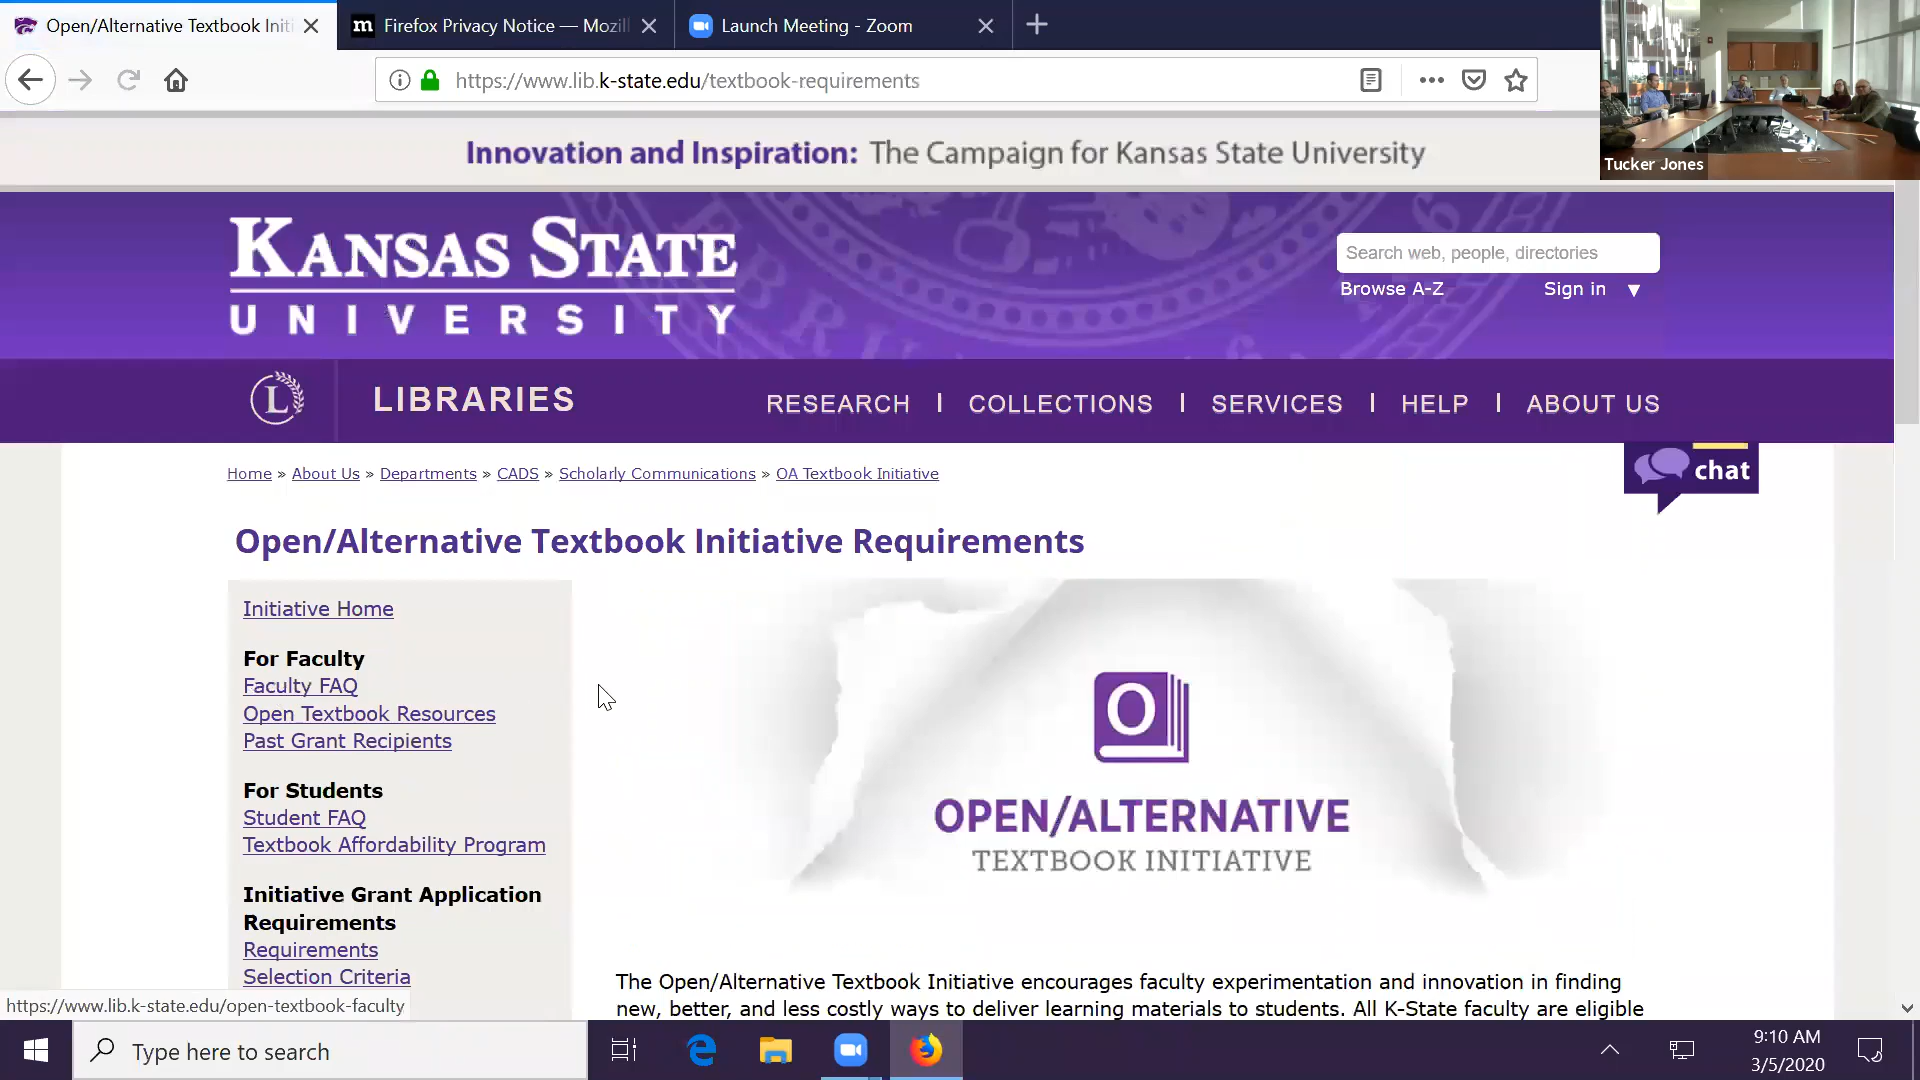 Open/Alternative Textbook Initi
Firefox Privacy Notice — Mozil
Launch Meeting - Zoom
https://www.lib.k-state.edu/textbook-requirements
Tucker Jones
Innovation and Inspiration: The Campaign for Kansas State University
KANSAS STATE
UNIVERSITY
Search web, people, directories
Browse A-Z
Sign in ▼
L
LIBRARIES
RESEARCH | COLLECTIONS | SERVICES | HELP | ABOUT US
chat
Home » About Us » Departments » CADS » Scholarly Communications » OA Textbook Initiative
Open/Alternative Textbook Initiative Requirements
Initiative Home
For Faculty
Faculty FAQ
Open Textbook Resources
Past Grant Recipients
For Students
Student FAQ
Textbook Affordability Program
Initiative Grant Application
Requirements
Requirements
Selection Criteria
O
OPEN/ALTERNATIVE
TEXTBOOK INITIATIVE
The Open/Alternative Textbook Initiative encourages faculty experimentation and innovation in finding
new, better, and less costly ways to deliver learning materials to students. All K-State faculty are eligible
https://www.lib.k-state.edu/open-textbook-faculty
Type here to search
9:10 AM
3/5/2020